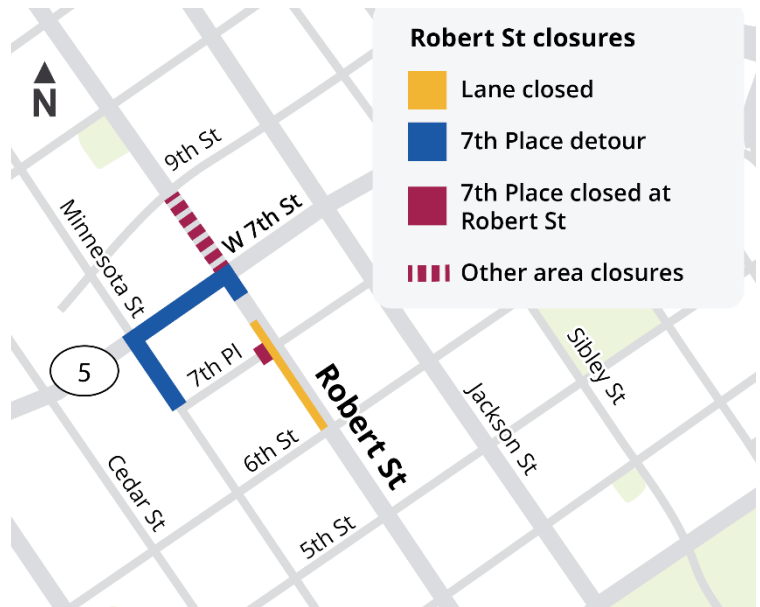 Robert St closures
Lane closed
7th Place detour
7th Place closed at
Robert St
Other area closures
N
9th St
Minnesota St
W 7th St
5
7th Pl
Robert St
Sibley St
Jackson St
6th St
Cedar St
5th St